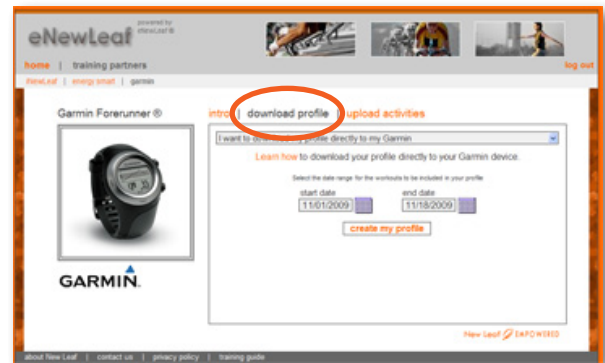 eNewLeaf powered by
home | training partners log out
eNewLeaf | energy smart | garmin
Garmin Forerunner® intro | download profile | upload activities
I want to download my profile directly to my Garmin
Learn how to download your profile directly to your Garmin device.
Select the date range for the workouts to be included in your profile
start date end date
11/01/2009 11/18/2009
create my profile
GARMIN.
New Leaf EMPOWERED
about New Leaf | contact us | privacy policy | training guide